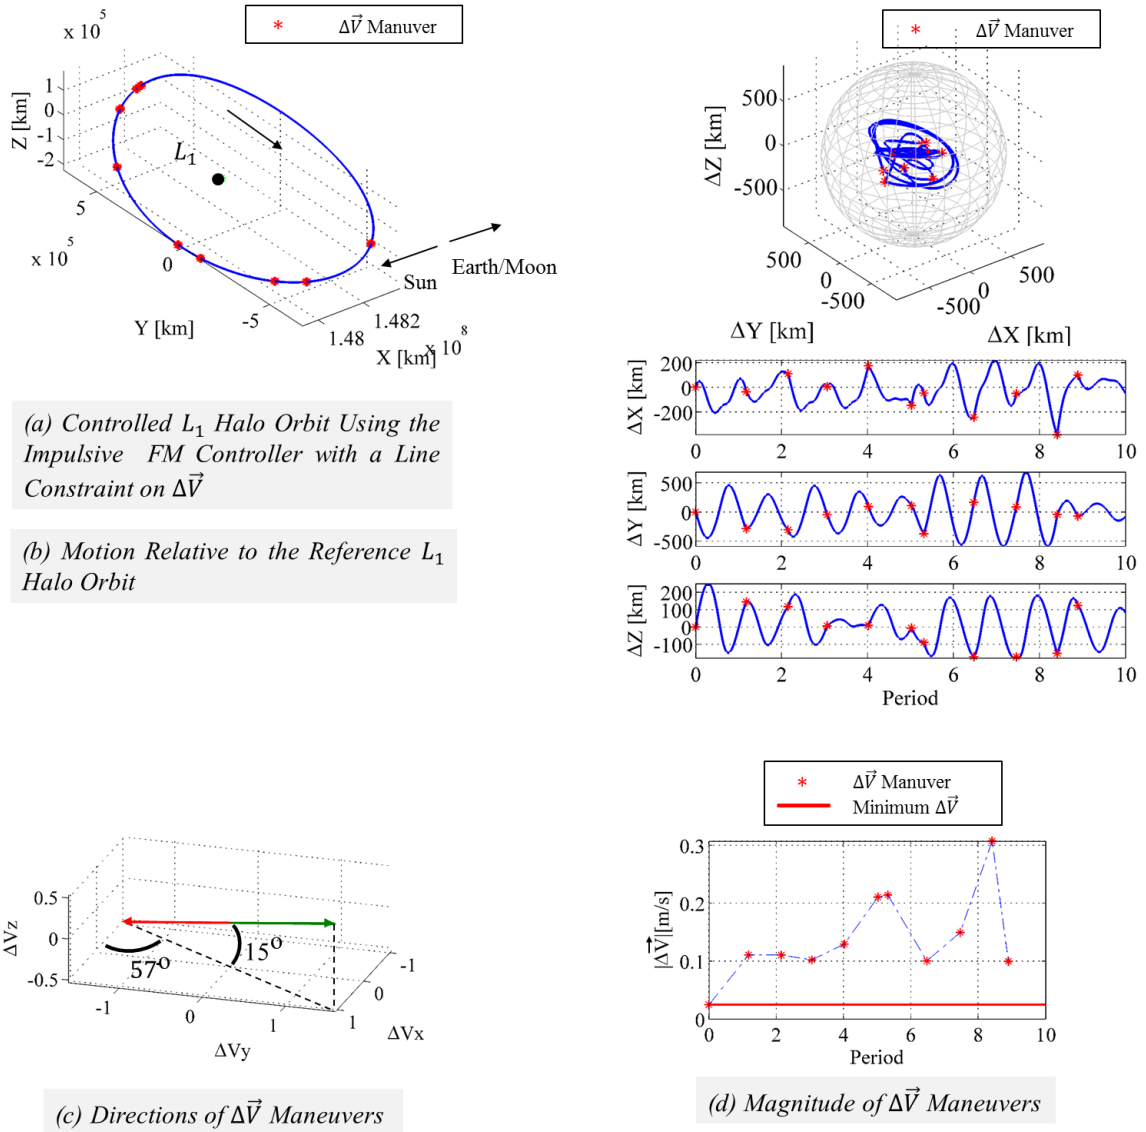 ΔV⃗ Manuver
x 10⁵
Z [km]
1
0
-1
-2
L₁
5
x 10⁵
0
-5
Y [km]
Earth/Moon
Sun
1.48
1.482
x 10⁸
X [km]
(a) Controlled L₁ Halo Orbit Using the
Impulsive FM Controller with a Line
Constraint on ΔV⃗
(b) Motion Relative to the Reference L₁
Halo Orbit
ΔV⃗ Manuver
ΔZ [km]
500
0
-500
500
0
-500
ΔY [km]
-500
0
500
ΔX [km]
ΔX [km]
200
0
-200
0 2 4 6 8 10
ΔY [km]
500
0
-500
0 2 4 6 8 10
ΔZ [km]
200
100
0
-100
0 2 4 6 8 10
Period
ΔVz
0.5
0
-0.5
57°
15°
-1
0
1
ΔVy
-1
0
1
ΔVx
(c) Directions of ΔV⃗ Maneuvers
ΔV⃗ Manuver
Minimum ΔV⃗
|ΔV⃗|[m/s]
0.3
0.2
0.1
0
0 2 4 6 8 10
Period
(d) Magnitude of ΔV⃗ Maneuvers